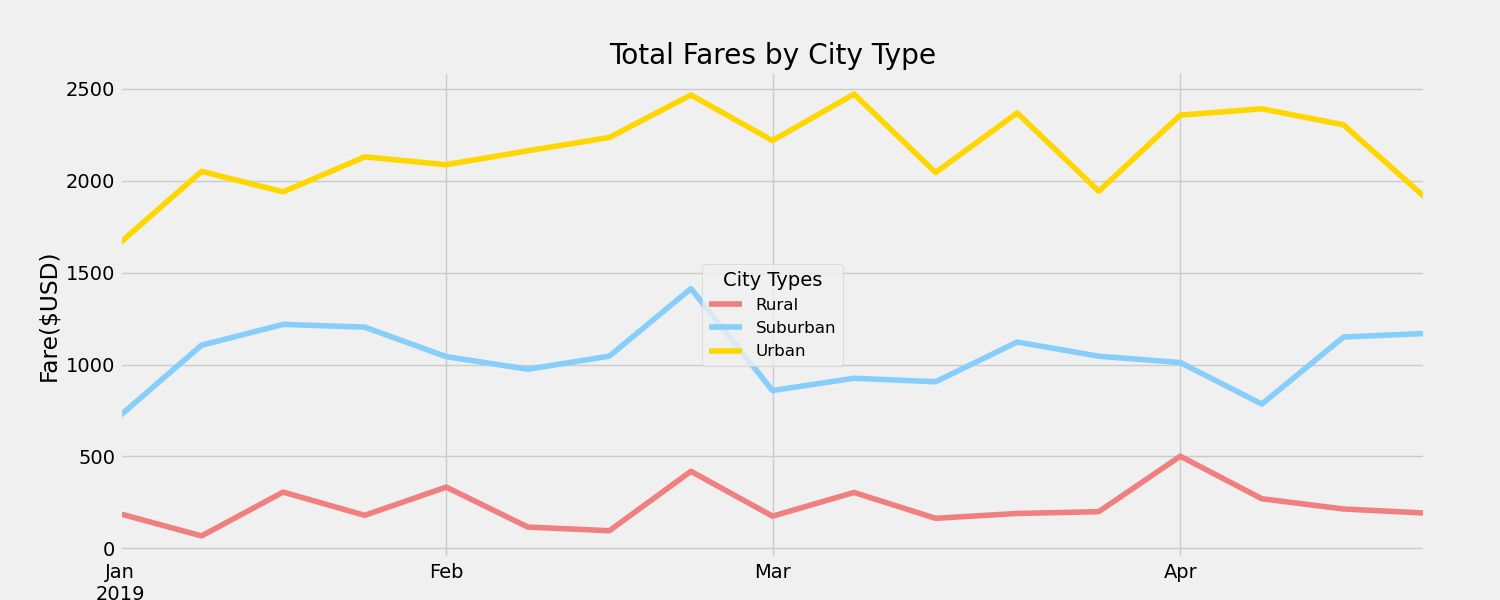 Total Fares by City Type
Fare($USD)
2500
2000
1500
1000
500
0
City Types
Rural
Suburban
Urban
Jan
2019
Feb
Mar
Apr